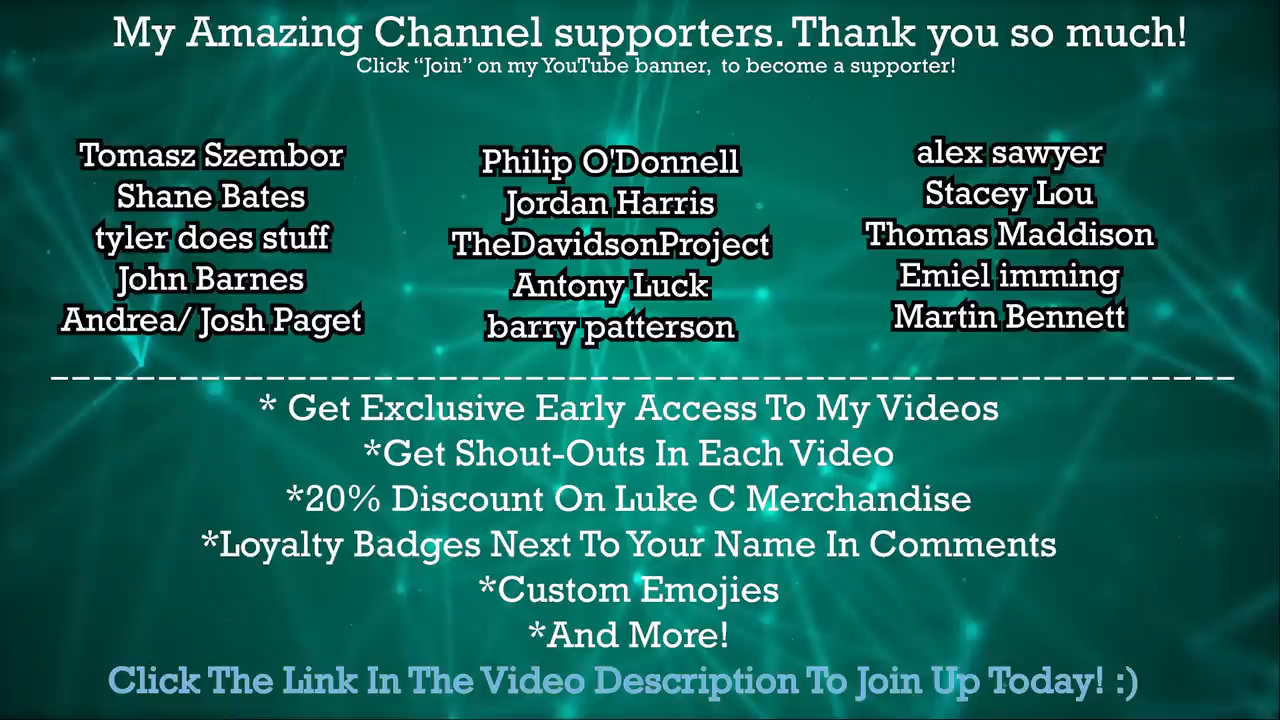 My Amazing Channel supporters. Thank you so much!
Click “Join” on my YouTube banner, to become a supporter!
Tomasz Szembor
Shane Bates
tyler does stuff
John Barnes
Andrea/ Josh Paget
Philip O'Donnell
Jordan Harris
TheDavidsonProject
Antony Luck
barry patterson
alex sawyer
Stacey Lou
Thomas Maddison
Emiel imming
Martin Bennett
* Get Exclusive Early Access To My Videos
*Get Shout-Outs In Each Video
*20% Discount On Luke C Merchandise
*Loyalty Badges Next To Your Name In Comments
*Custom Emojies
*And More!
Click The Link In The Video Description To Join Up Today! :)